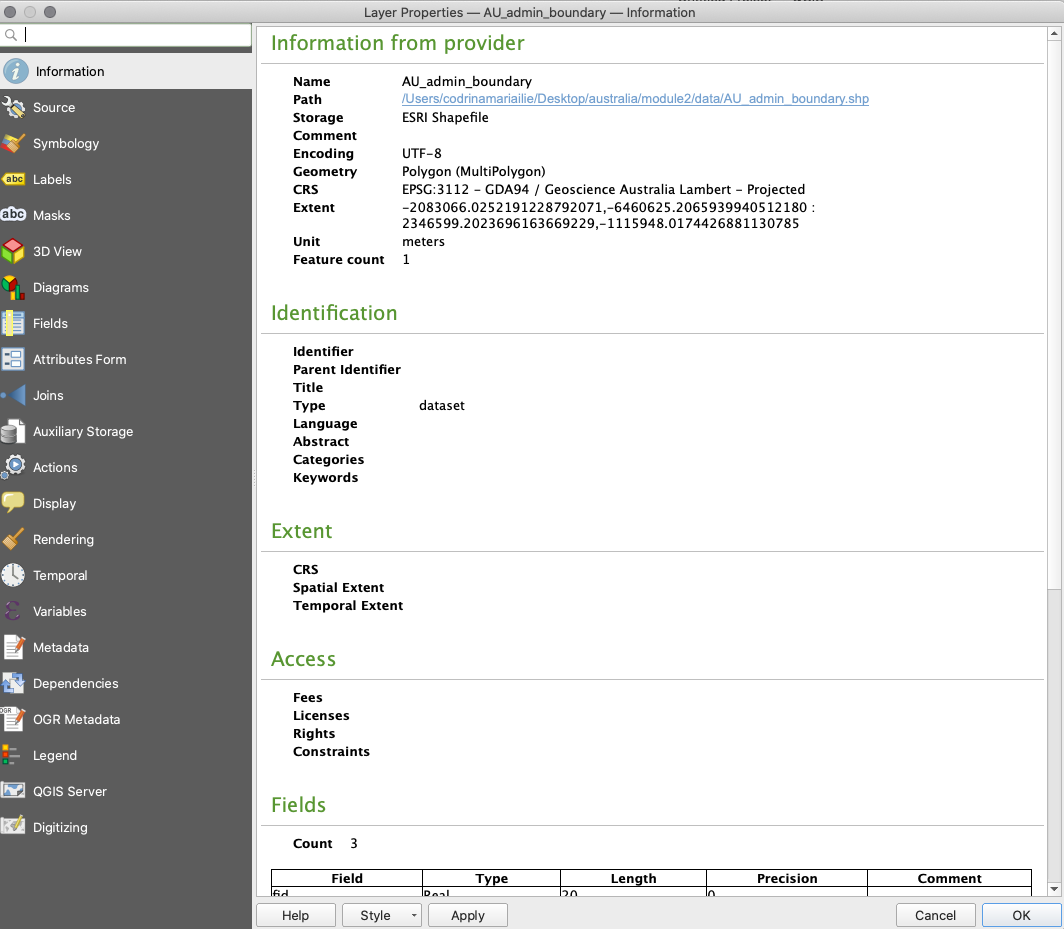 Layer Properties — AU_admin_boundary — Information
Information
Source
Symbology
abc Labels
abc Masks
3D View
Diagrams
Fields
Attributes Form
Joins
Auxiliary Storage
Actions
Display
Rendering
Temporal
Variables
Metadata
Dependencies
OGR Metadata
Legend
QGIS Server
Digitizing
Information from provider
Name AU_admin_boundary
Path /Users/codrinamariailie/Desktop/australia/module2/data/AU_admin_boundary.shp
Storage ESRI Shapefile
Comment
Encoding UTF-8
Geometry Polygon (MultiPolygon)
CRS EPSG:3112 - GDA94 / Geoscience Australia Lambert - Projected
Extent -2083066.0252191228792071,-6460625.2065939940512180 :
2346599.2023696163669229,-1115948.0174426881130785
Unit meters
Feature count 1
Identification
Identifier
Parent Identifier
Title
Type dataset
Language
Abstract
Categories
Keywords
Extent
CRS
Spatial Extent
Temporal Extent
Access
Fees
Licenses
Rights
Constraints
Fields
Count 3
Field Type Length Precision Comment
fid Real 20 0
Help Style Apply Cancel OK